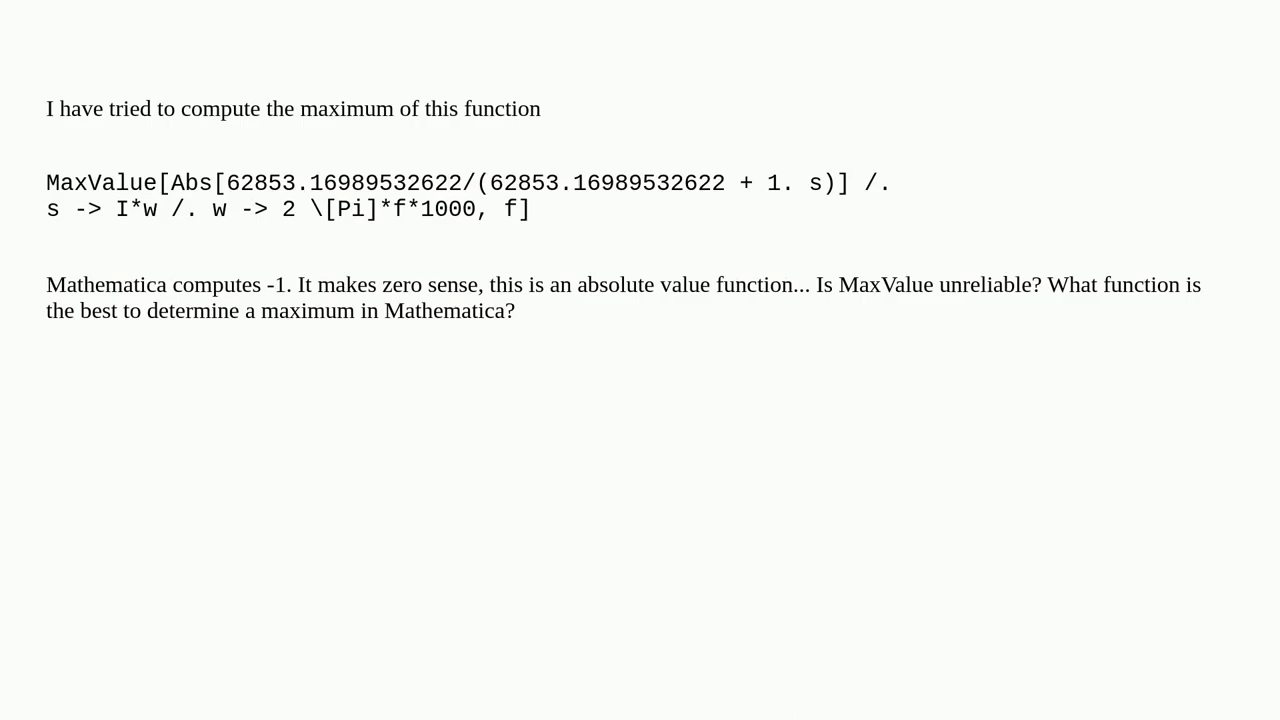 I have tried to compute the maximum of this function
MaxValue[Abs[62853.16989532622/(62853.16989532622 + 1. s)] /.
s -> I*w /. w -> 2 \[Pi]*f*1000, f]
Mathematica computes -1. It makes zero sense, this is an absolute value function... Is MaxValue unreliable? What function is
the best to determine a maximum in Mathematica?